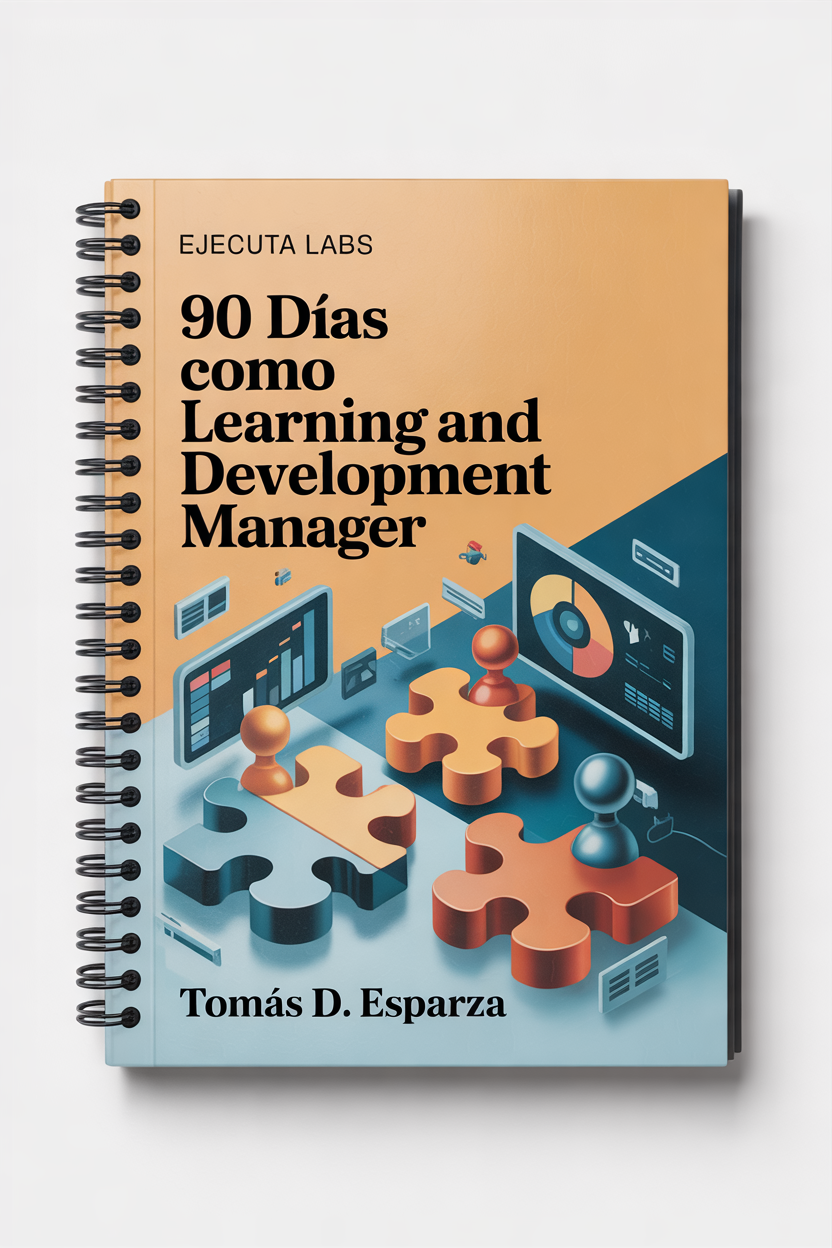 EJECUTA LABS
90 Días
como
Learning and
Development
Manager
Tomás D. Esparza